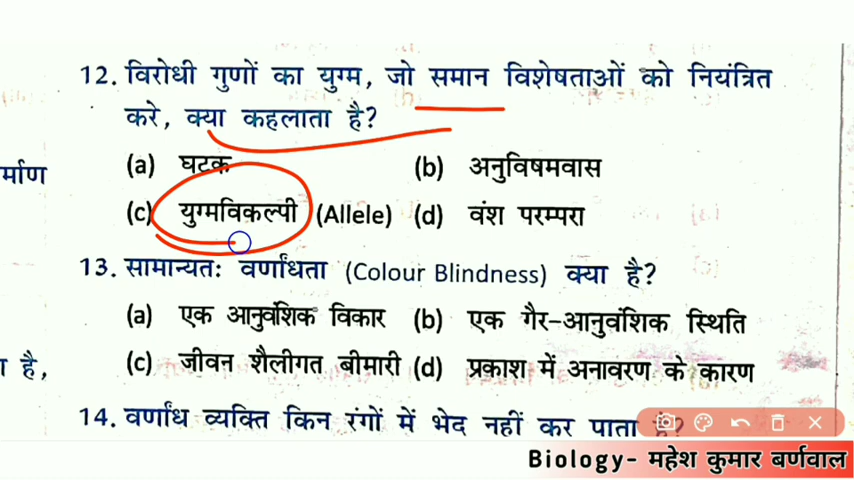 12. विरोधी गुणों का युग्म, जो समान विशेषताओं को नियंत्रित
करे, क्या कहलाता है?
र्माण
(a) घटक (b) अनुविषमवास
(c) युग्मविकल्पी (Allele) (d) वंश परम्परा
13. सामान्यतः वर्णांधता (Colour Blindness) क्या है?
(a) एक आनुवंशिक विकार (b) एक गैर-आनुवंशिक स्थिति
है,
(c) जीवन शैलीगत बीमारी (d) प्रकाश में अनावरण के कारण
14. वर्णांध व्यक्ति किन रंगों में भेद नहीं कर पाता है?
Biology- महेश कुमार बर्णवाल